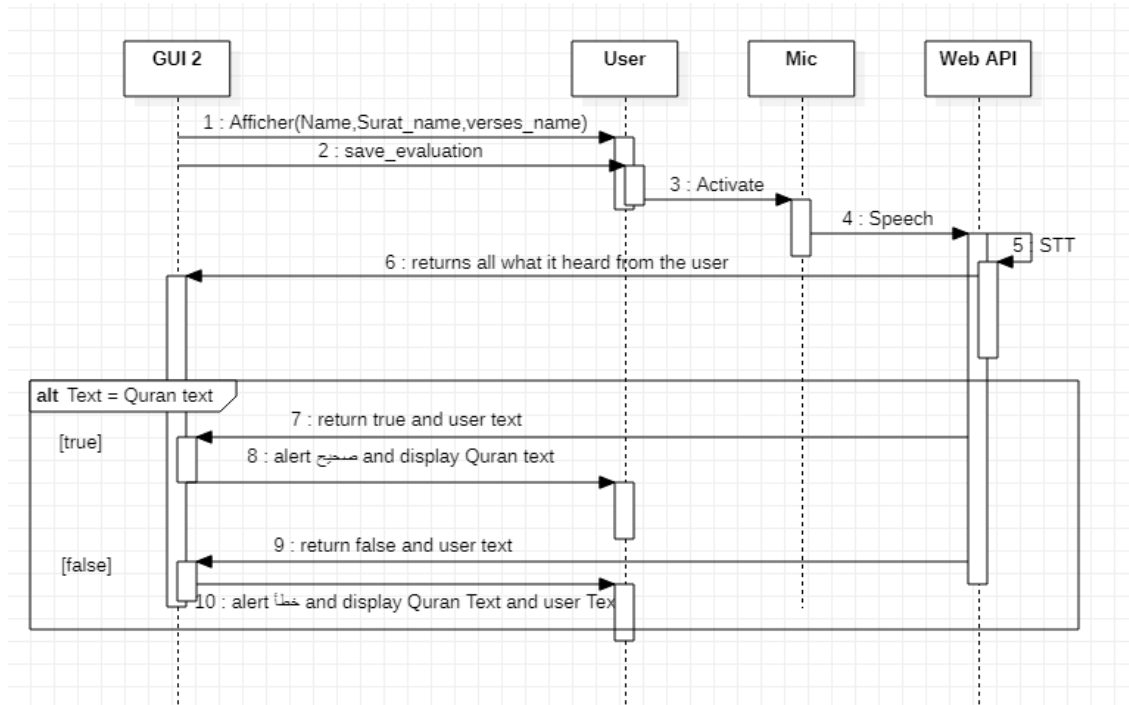 GUI 2
User
Mic
Web API
1 : Afficher(Name,Surat_name,verses_name)
2 : save_evaluation
3 : Activate
4 : Speech
5 : STT
6 : returns all what it heard from the user
alt Text = Quran text
7 : return true and user text
[true]
8 : alert صحيح and display Quran text
9 : return false and user text
[false]
10 : alert خطأ and display Quran Text and user Tex